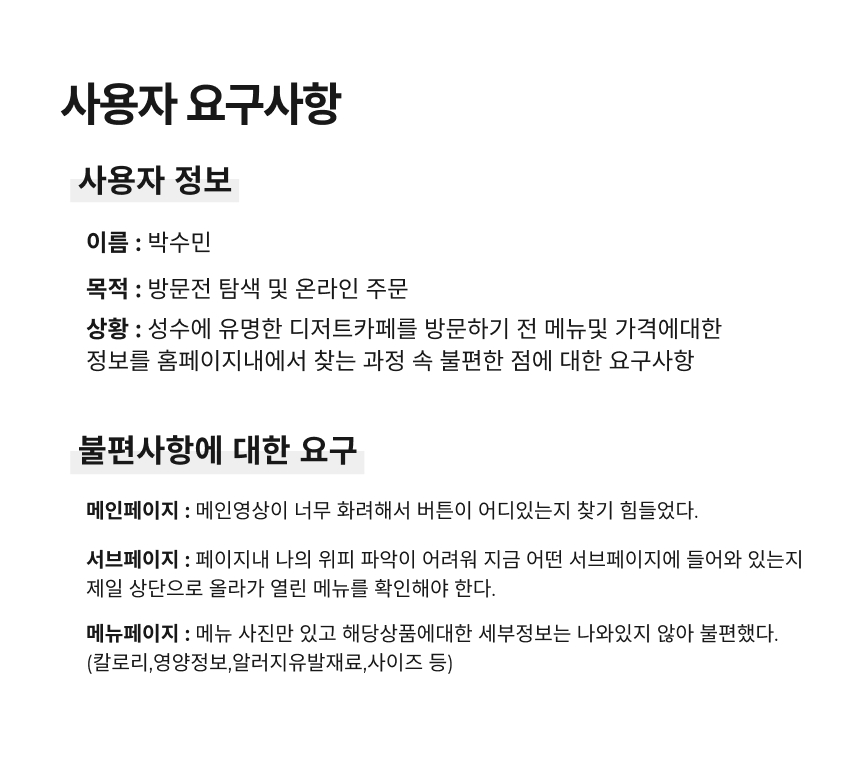 사용자 요구사항
사용자 정보
이름 : 박수민
목적 : 방문전 탐색 및 온라인 주문
상황 : 성수에 유명한 디저트카페를 방문하기 전 메뉴및 가격에대한
정보를 홈페이지내에서 찾는 과정 속 불편한 점에 대한 요구사항
불편사항에 대한 요구
메인페이지 : 메인영상이 너무 화려해서 버튼이 어디있는지 찾기 힘들었다.
서브페이지 : 페이지내 나의 위피 파악이 어려워 지금 어떤 서브페이지에 들어와 있는지
제일 상단으로 올라가 열린 메뉴를 확인해야 한다.
메뉴페이지 : 메뉴 사진만 있고 해당상품에대한 세부정보는 나와있지 않아 불편했다.
(칼로리,영양정보,알러지유발재료,사이즈 등)